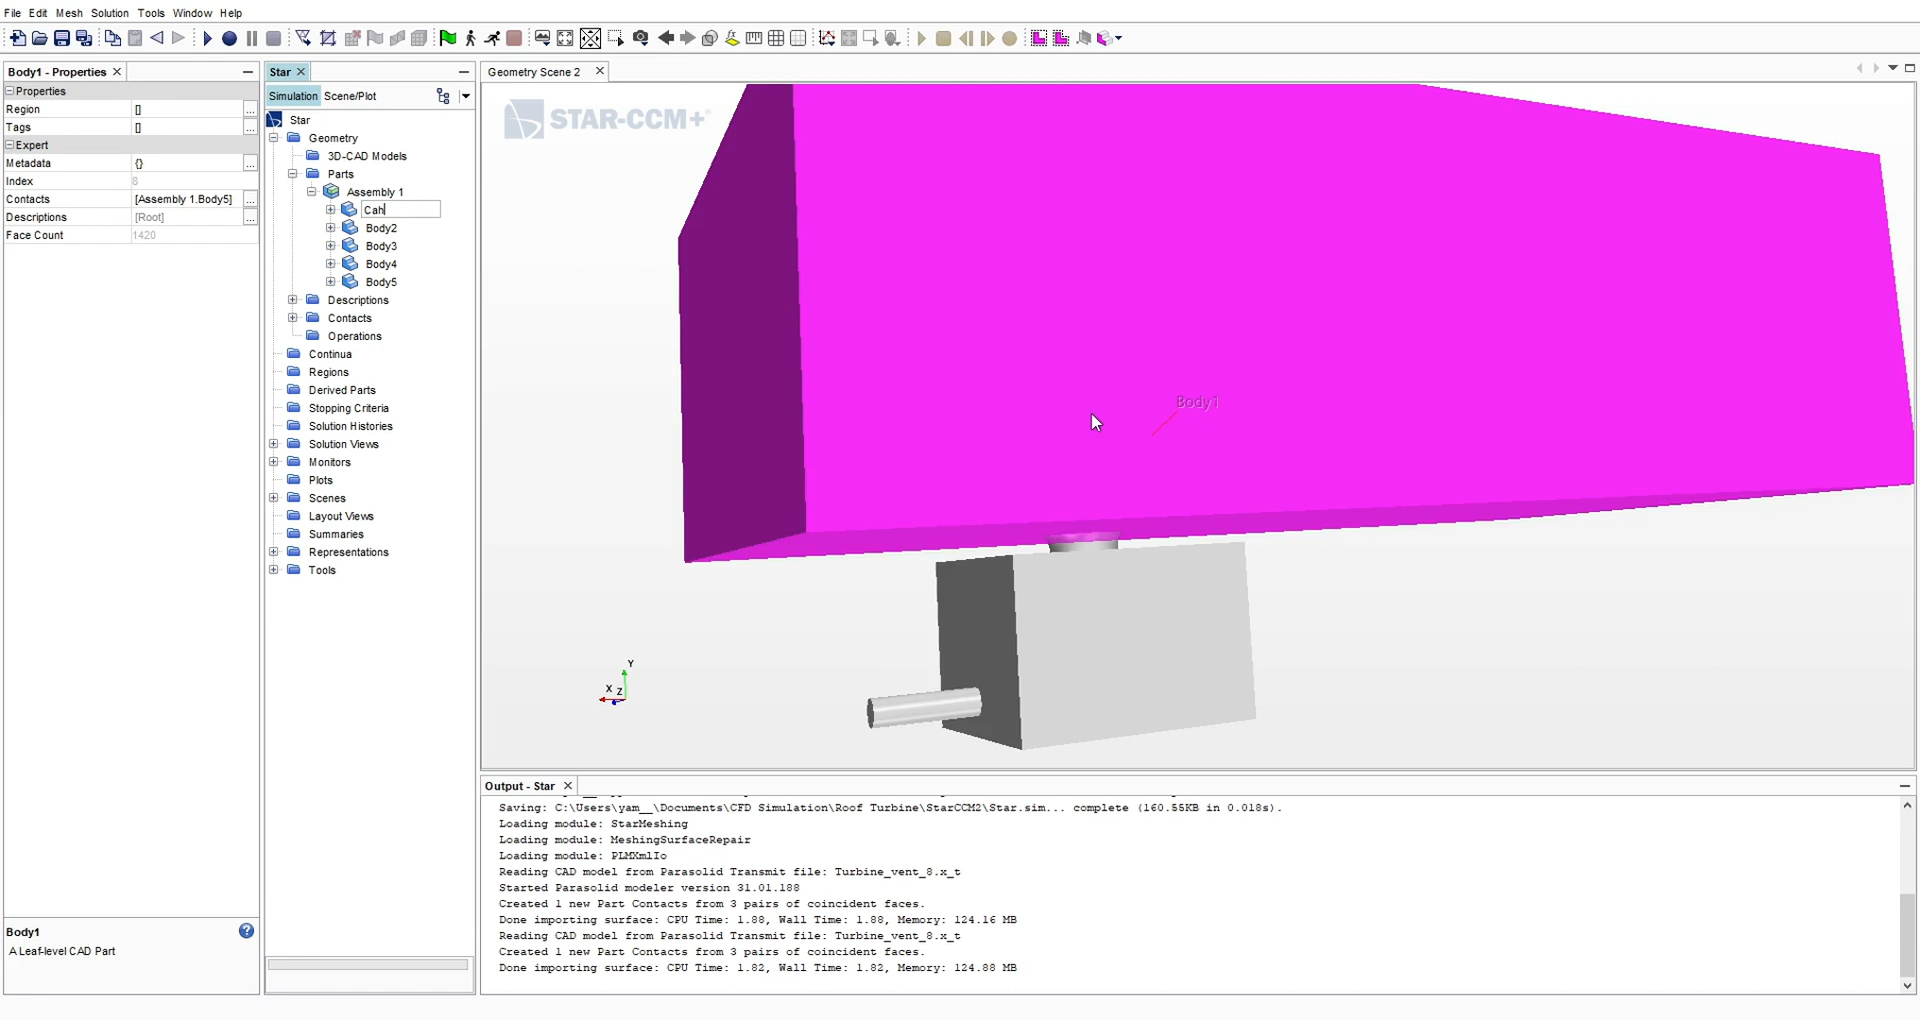 File Edit Mesh Solution Tools Window Help
Body1 - Properties
Properties
Region []
Tags []
Expert
Metadata {}
Index 8
Contacts [Assembly 1.Body5]
Descriptions [Root]
Face Count 1420
Body1
A Leaf-level CAD Part
Star
Simulation Scene/Plot
Star
Geometry
3D-CAD Models
Parts
Assembly 1
Cah
Body2
Body3
Body4
Body5
Descriptions
Contacts
Operations
Continua
Regions
Derived Parts
Stopping Criteria
Solution Histories
Solution Views
Monitors
Plots
Scenes
Layout Views
Summaries
Representations
Tools
Geometry Scene 2
STAR-CCM+
Body1
Y
X Z
Output - Star
Saving: C:\Users\yam__\Documents\CFD Simulation\Roof Turbine\StarCCM2\Star.sim... complete (160.55KB in 0.018s).
Loading module: StarMeshing
Loading module: MeshingSurfaceRepair
Loading module: PLMXmlIo
Reading CAD model from Parasolid Transmit file: Turbine_vent_8.x_t
Started Parasolid modeler version 31.01.188
Created 1 new Part Contacts from 3 pairs of coincident faces.
Done importing surface: CPU Time: 1.88, Wall Time: 1.88, Memory: 124.16 MB
Reading CAD model from Parasolid Transmit file: Turbine_vent_8.x_t
Created 1 new Part Contacts from 3 pairs of coincident faces.
Done importing surface: CPU Time: 1.82, Wall Time: 1.82, Memory: 124.88 MB